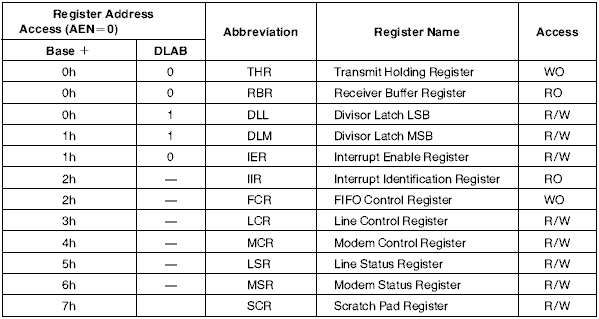 Register Address
Access (AEN=0)
Abbreviation Register Name Access
Base + DLAB
0h 0 THR Transmit Holding Register WO
0h 0 RBR Receiver Buffer Register RO
0h 1 DLL Divisor Latch LSB R/W
1h 1 DLM Divisor Latch MSB R/W
1h 0 IER Interrupt Enable Register R/W
2h — IIR Interrupt Identification Register RO
2h — FCR FIFO Control Register WO
3h — LCR Line Control Register R/W
4h — MCR Modem Control Register R/W
5h — LSR Line Status Register R/W
6h — MSR Modem Status Register R/W
7h SCR Scratch Pad Register R/W